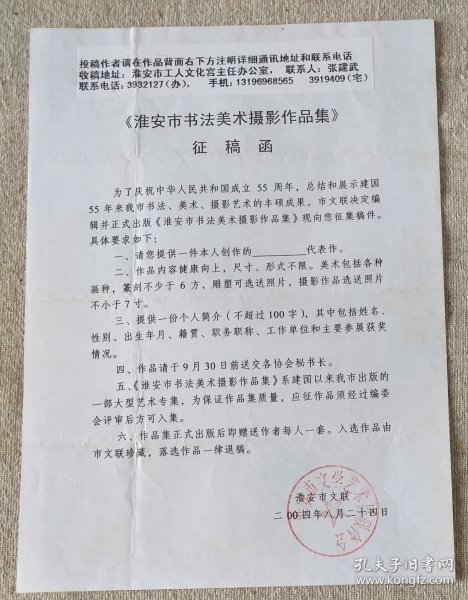 投稿作者请在作品背面右下方注明详细通讯地址和联系电话
收稿地址：淮安市工人文化宫主任办公室，　联系人：张建武
联系电话：3932127（办）， 手机：13196968565　3919409（宅）
《淮安市书法美术摄影作品集》
征 稿 函
为了庆祝中华人民共和国成立 55 周年，总结和展示建国
55 年来我市书法、美术、摄影艺术的丰硕成果，市文联决定编
辑并正式出版《淮安市书法美术摄影作品集》现向您征集稿件。
具体要求如下：
一、请您提供一件本人创作的＿＿＿＿＿代表作。
二、作品内容健康向上，尺寸、形式不限。美术包括各种
画种，篆刻不少于 6 方，雕塑可选送照片，摄影作品选送照片
不小于 7 寸。
三、提供一份个人简介（不超过 100 字），其中包括姓名、
性别、出生年月、籍贯、职务职称、工作单位和主要参展获奖
情况。
四、作品请于 9 月 30 日前送交各协会秘书长。
五、《淮安市书法美术摄影作品集》系建国以来我市出版的
一部大型艺术专集，为保证作品集质量，应征作品须经过编委
会评审后方可入集。
六、作品集正式出版后即赠送作者每人一套。入选作品由
市文联珍藏，落选作品一律退稿。
淮安市文联
二00四年八月二十四日
市文学艺术界联合会
孔夫子旧书网